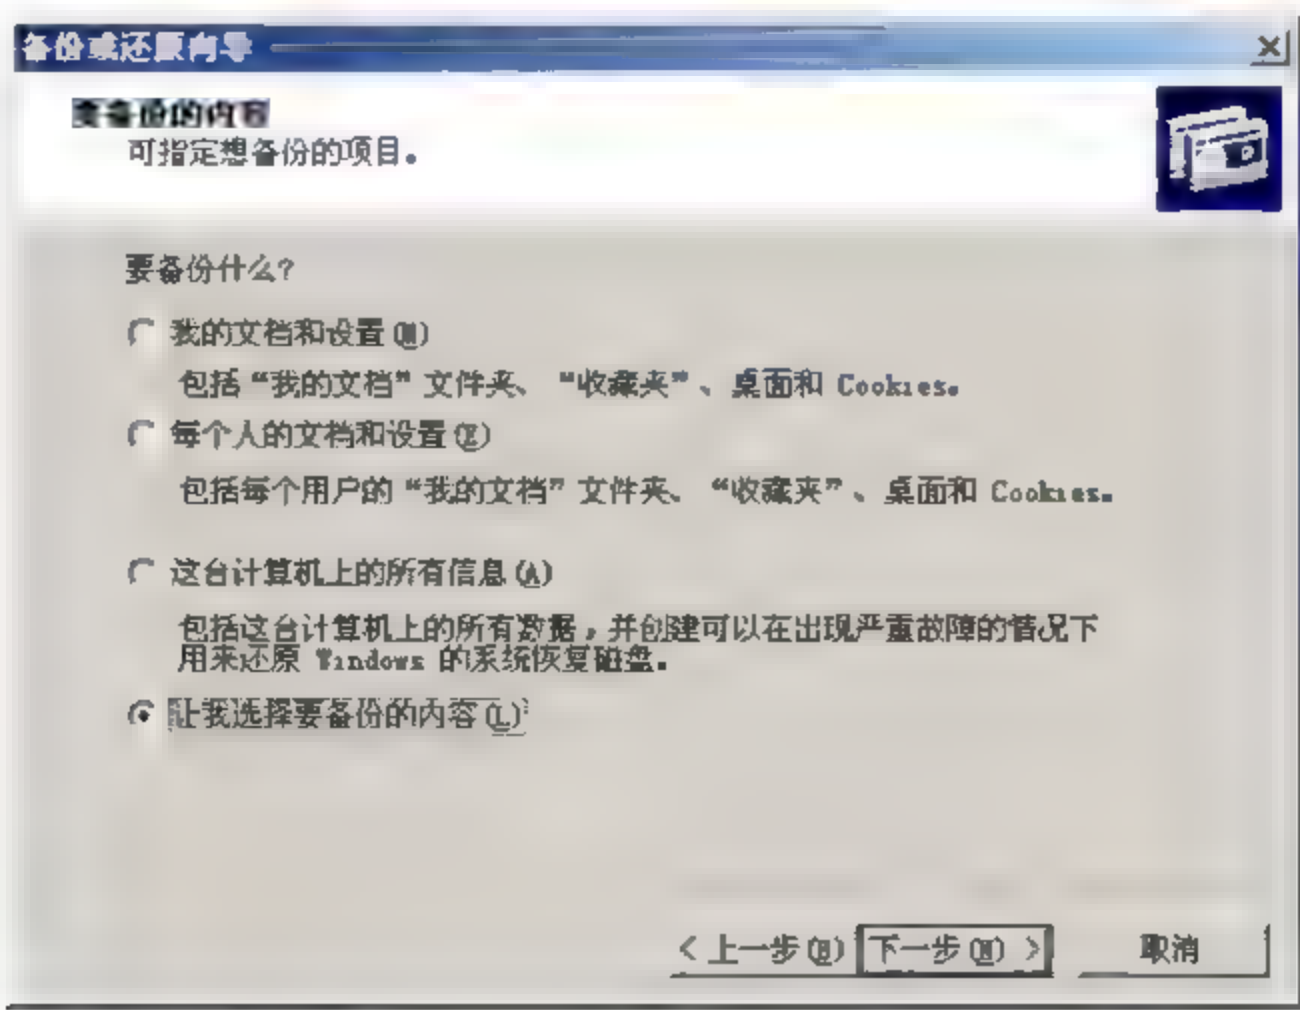 备份或还原向导
要备份的内容
可指定想备份的项目。
要备份什么?
我的文档和设置(M)
包括“我的文档”文件夹、“收藏夹”、桌面和 Cookies。
每个人的文档和设置(E)
包括每个用户的“我的文档”文件夹、“收藏夹”、桌面和 Cookies。
这台计算机上的所有信息(A)
包括这台计算机上的所有数据,并创建可以在出现严重故障的情况下
用来还原 Windows 的系统恢复磁盘。
让我选择要备份的内容(L)
< 上一步(B) 下一步(N) > 取消